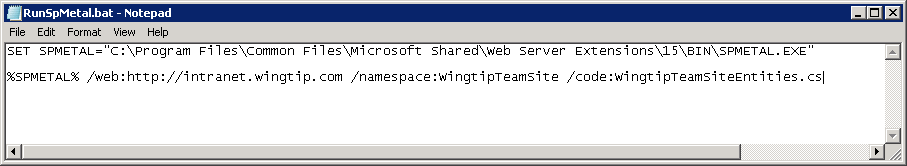 RunSpMetal.bat - Notepad
File Edit Format View Help
SET SPMETAL="C:\Program Files\Common Files\Microsoft Shared\Web Server Extensions\15\BIN\SPMETAL.EXE"
%SPMETAL% /web:http://intranet.wingtip.com /namespace:WingtipTeamSite /code:WingtipTeamSiteEntities.cs